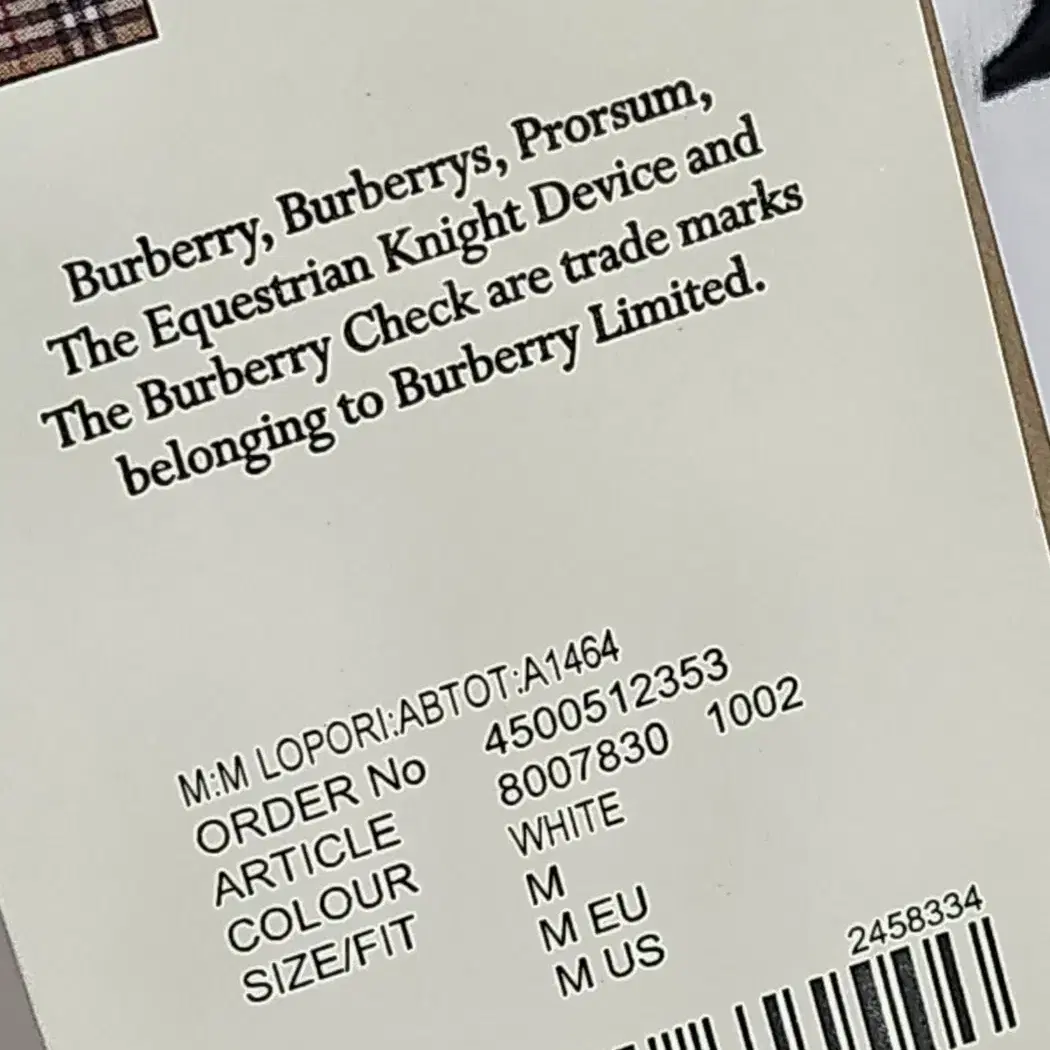 Burberry, Burberrys, Prorsum,
The Equestrian Knight Device and
The Burberry Check are trade marks
belonging to Burberry Limited.
M:M LOPORI:ABTOT:A1464
ORDER No 4500512353
ARTICLE 8007830 1002
COLOUR WHITE
SIZE/FIT M
M EU
M US
2458334